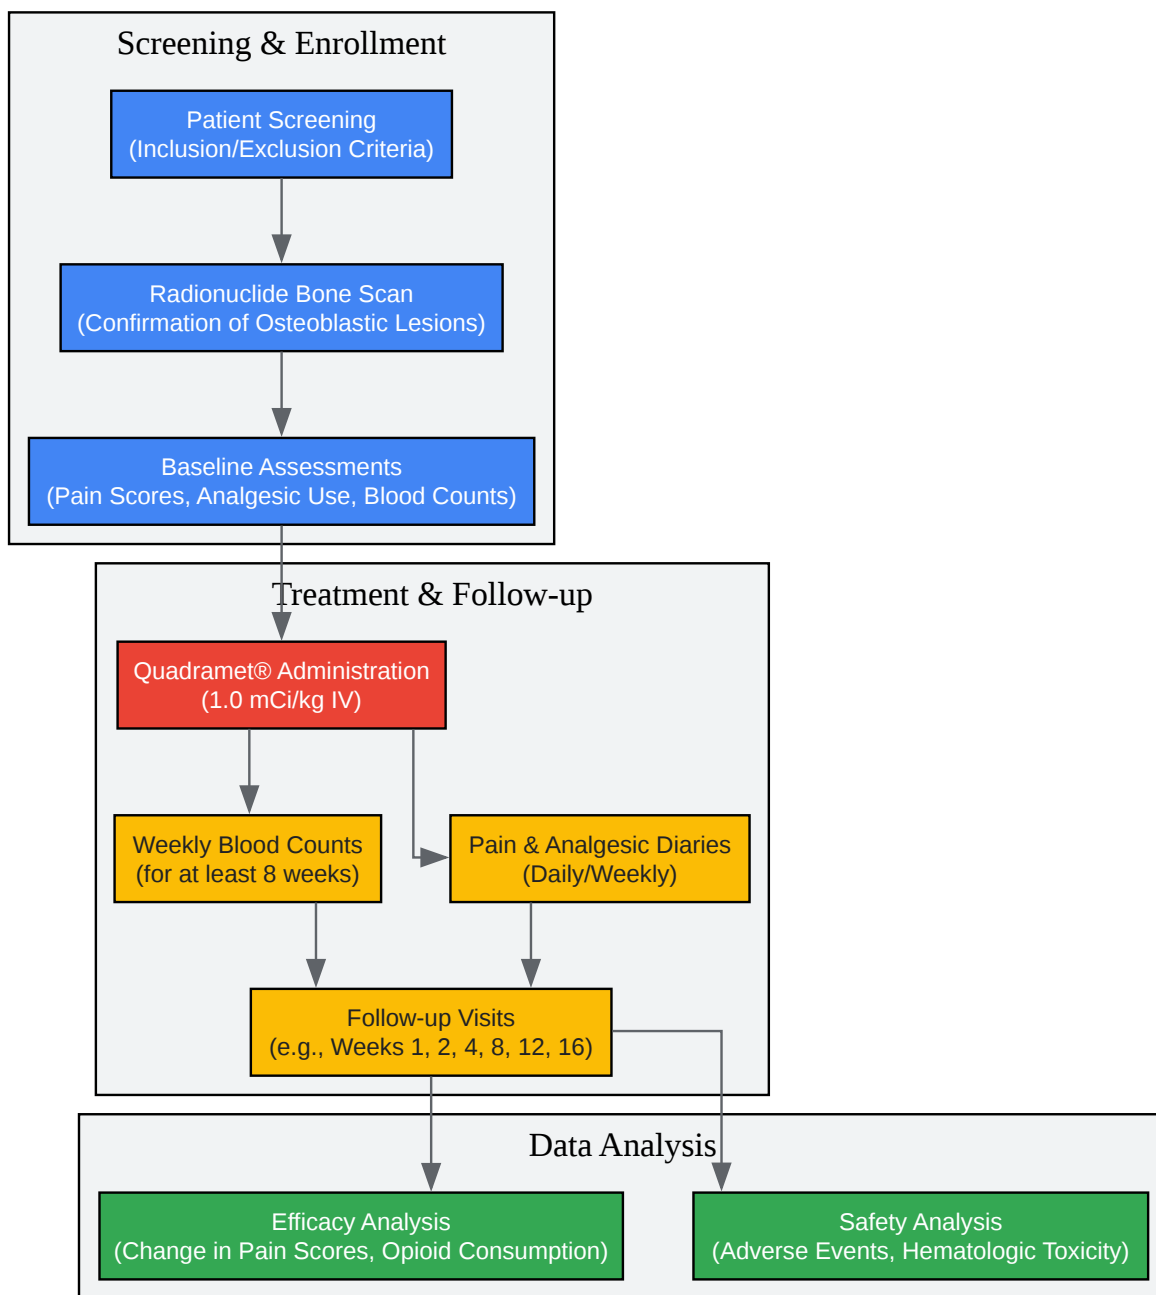 Screening & Enrollment
Patient Screening
(Inclusion/Exclusion Criteria)
Radionuclide Bone Scan
(Confirmation of Osteoblastic Lesions)
Baseline Assessments
(Pain Scores, Analgesic Use, Blood Counts)
Treatment & Follow-up
Quadramet® Administration
(1.0 mCi/kg IV)
Weekly Blood Counts
(for at least 8 weeks)
Pain & Analgesic Diaries
(Daily/Weekly)
Follow-up Visits
(e.g., Weeks 1, 2, 4, 8, 12, 16)
Data Analysis
Efficacy Analysis
(Change in Pain Scores, Opioid Consumption)
Safety Analysis
(Adverse Events, Hematologic Toxicity)